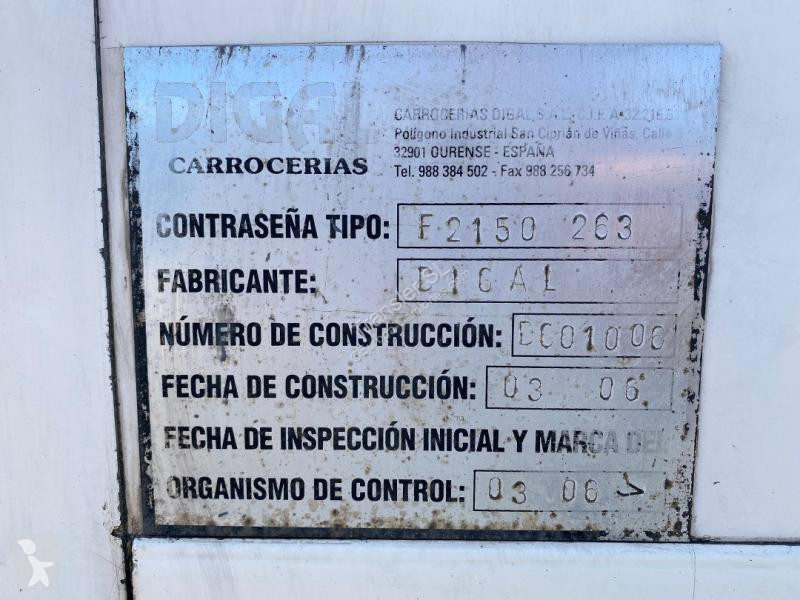 DIGAL
CARROCERIAS
CARROCERIAS DIGAL, S.A.L.
Polígono Industrial San Ciprián de Viñas, Calle
32901 OURENSE - ESPAÑA
Tel. 988 384 502 - Fax 988 256 734
CONTRASEÑA TIPO: F2150 263
FABRICANTE: DIGAL
NÚMERO DE CONSTRUCCIÓN:
FECHA DE CONSTRUCCIÓN: 03 06
FECHA DE INSPECCIÓN INICIAL Y MARCA DEL
ORGANISMO DE CONTROL: 03 06